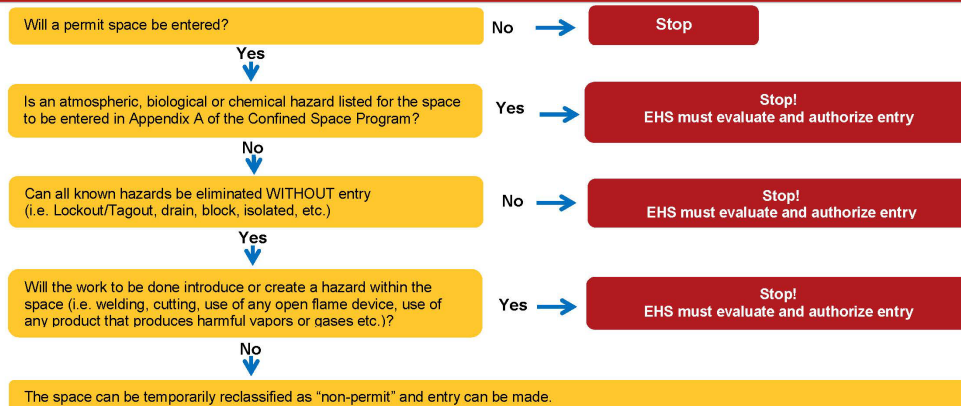 Will a permit space be entered?
No
Stop
Yes
Is an atmospheric, biological or chemical hazard listed for the space
to be entered in Appendix A of the Confined Space Program?
Yes
Stop!
EHS must evaluate and authorize entry
No
Can all known hazards be eliminated WITHOUT entry
(i.e. Lockout/Tagout, drain, block, isolated, etc.)
No
Stop!
EHS must evaluate and authorize entry
Yes
Will the work to be done introduce or create a hazard within the
space (i.e. welding, cutting, use of any open flame device, use of
any product that produces harmful vapors or gases etc.)?
Yes
Stop!
EHS must evaluate and authorize entry
No
The space can be temporarily reclassified as “non-permit” and entry can be made.